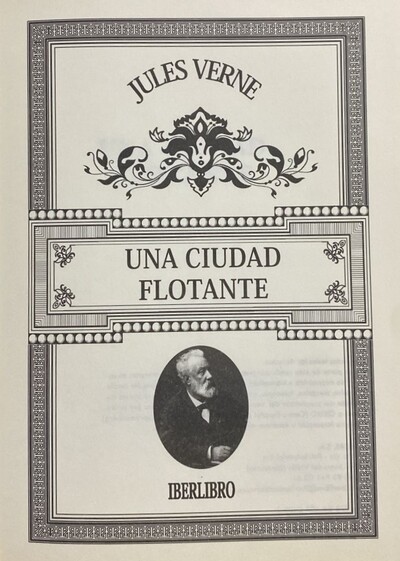 JULES VERNE
UNA CIUDAD
FLOTANTE
IBERLIBRO